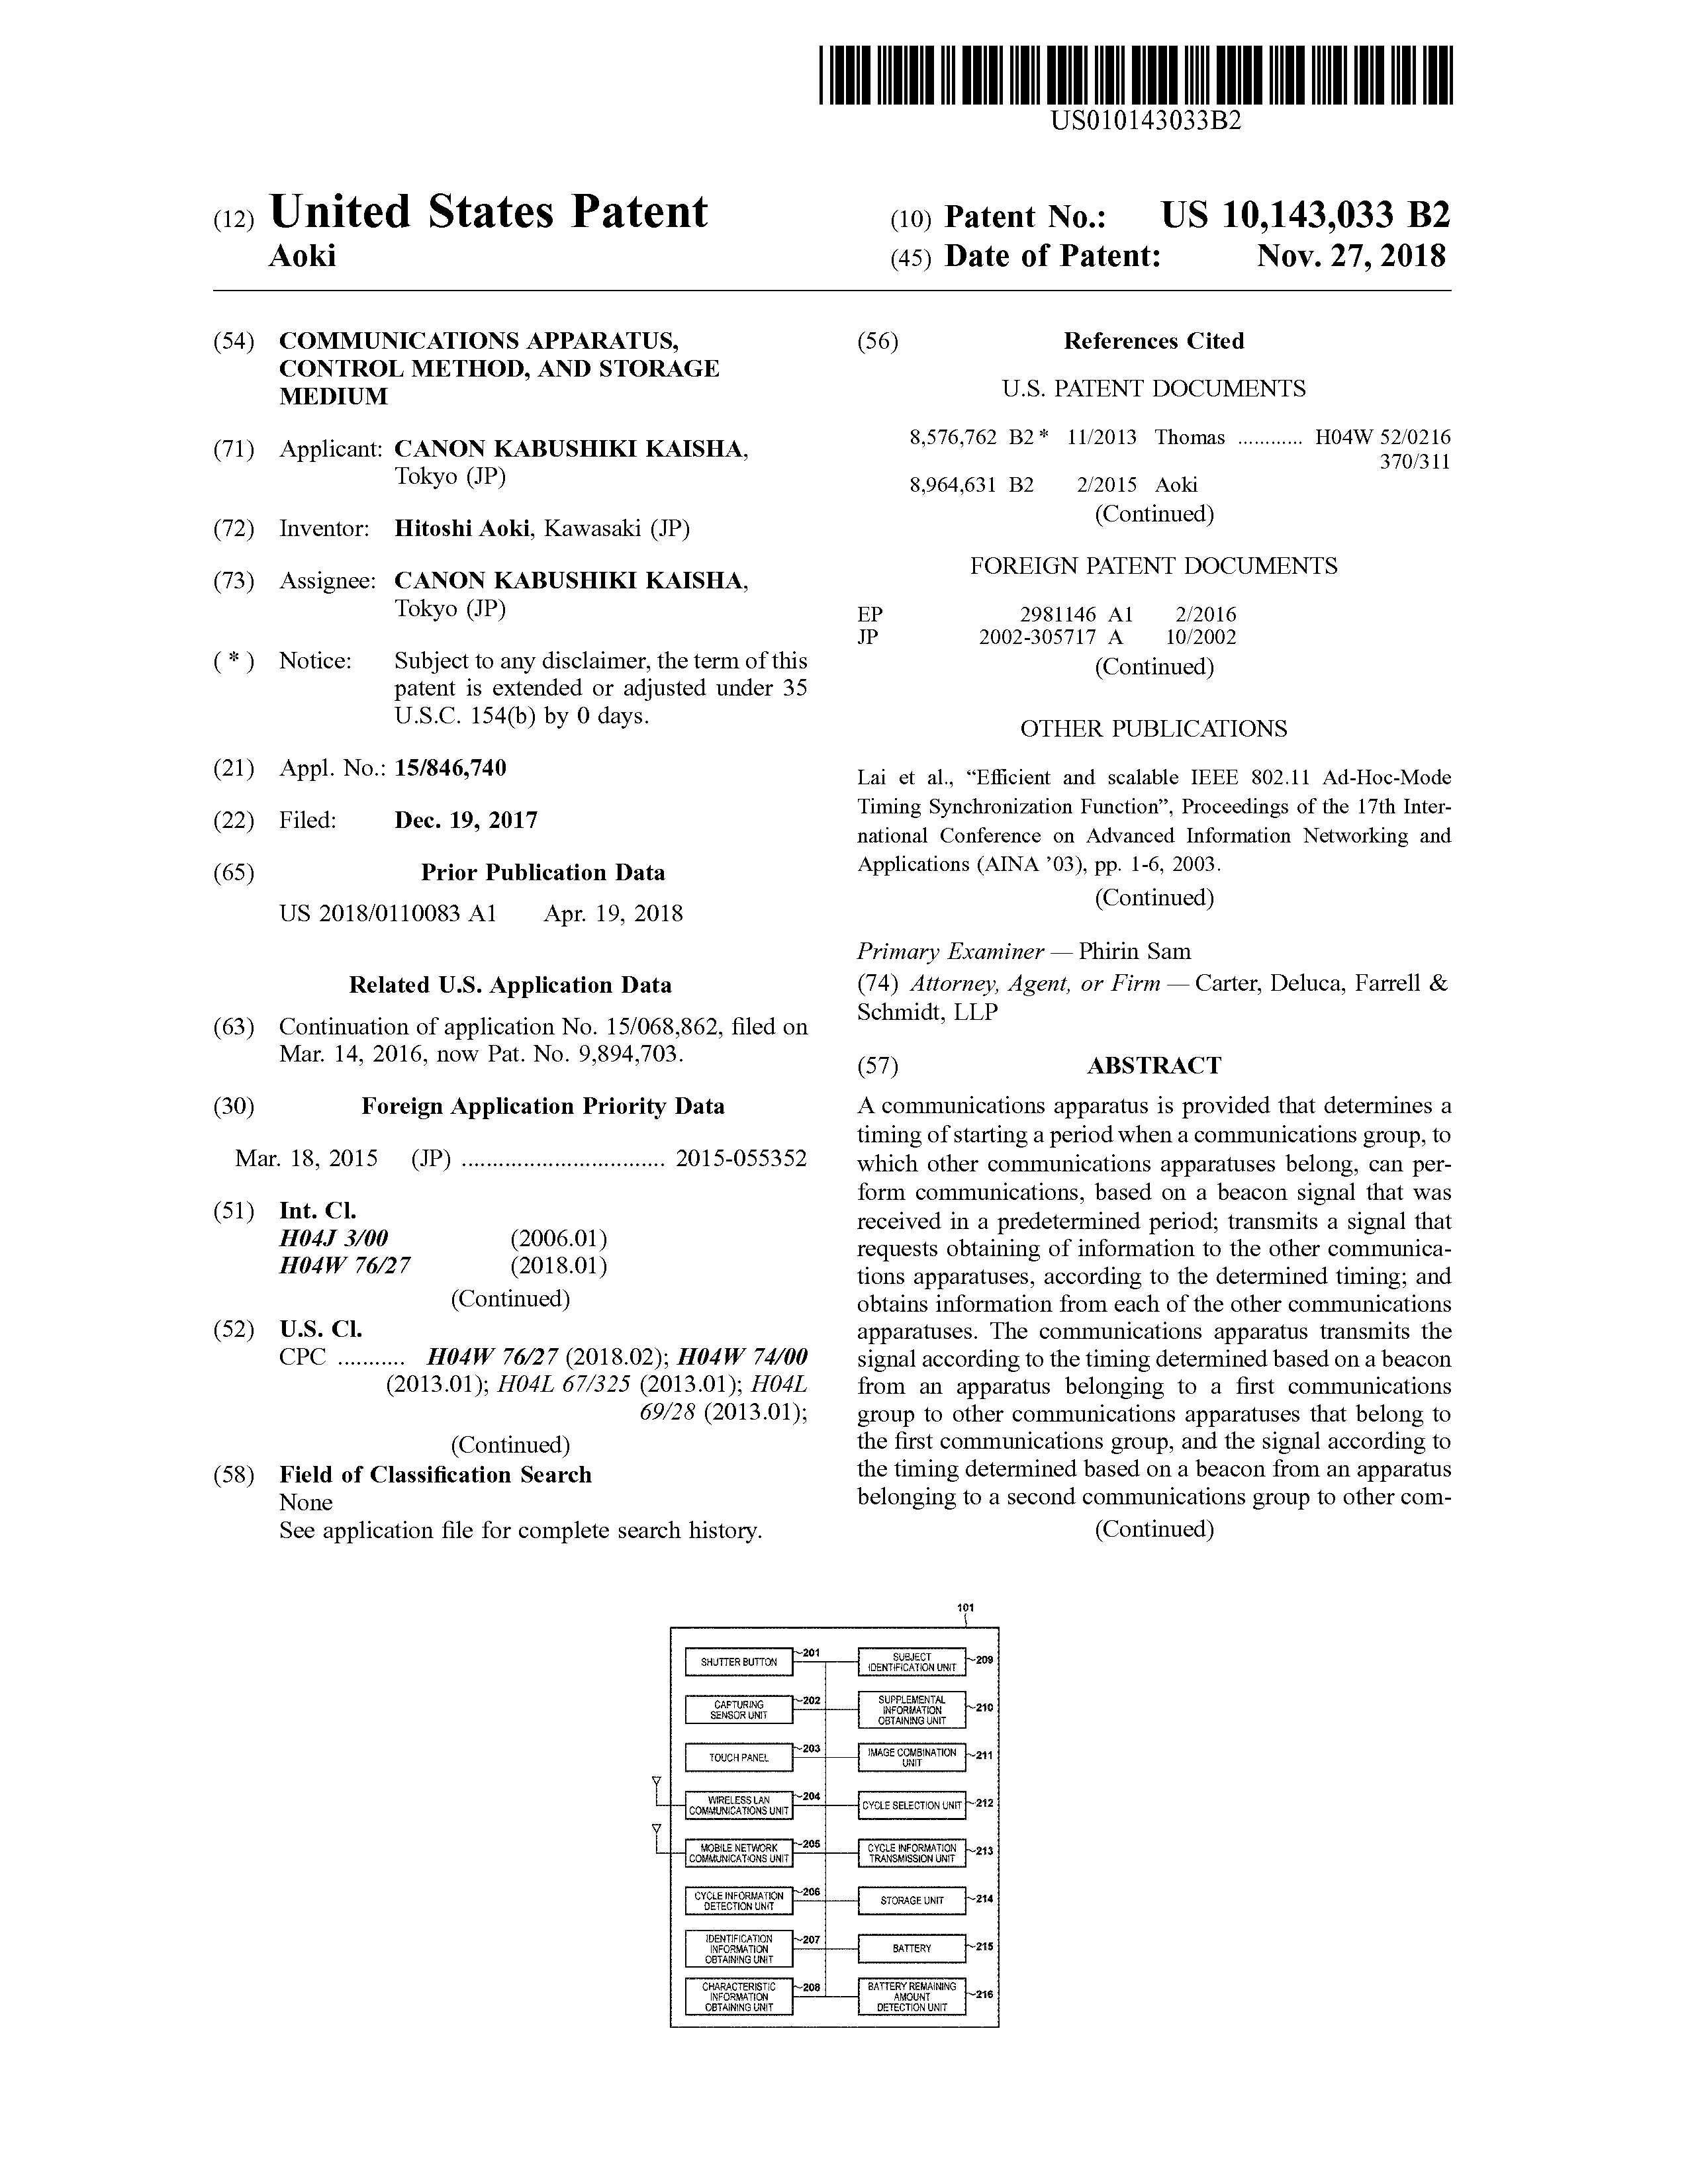 US010143033B2
(12) United States Patent
Aoki
(10) Patent No.: US 10,143,033 B2
(45) Date of Patent: Nov. 27, 2018
(54) COMMUNICATIONS APPARATUS,
CONTROL METHOD, AND STORAGE
MEDIUM
(71) Applicant: CANON KABUSHIKI KAISHA,
Tokyo (JP)
(72) Inventor: Hitoshi Aoki, Kawasaki (JP)
(73) Assignee: CANON KABUSHIKI KAISHA,
Tokyo (JP)
( * ) Notice: Subject to any disclaimer, the term of this
patent is extended or adjusted under 35
U.S.C. 154(b) by 0 days.
(21) Appl. No.: 15/846,740
(22) Filed: Dec. 19, 2017
(65) Prior Publication Data
US 2018/0110083 A1 Apr. 19, 2018
Related U.S. Application Data
(63) Continuation of application No. 15/068,862, filed on
Mar. 14, 2016, now Pat. No. 9,894,703.
(30) Foreign Application Priority Data
Mar. 18, 2015 (JP) ................................. 2015-055352
(51) Int. Cl.
H04J 3/00 (2006.01)
H04W 76/27 (2018.01)
(Continued)
(52) U.S. Cl.
CPC ........... H04W 76/27 (2018.02); H04W 74/00
(2013.01); H04L 67/325 (2013.01); H04L
69/28 (2013.01);
(Continued)
(58) Field of Classification Search
None
See application file for complete search history.
(56) References Cited
U.S. PATENT DOCUMENTS
8,576,762 B2 * 11/2013 Thomas ........... H04W 52/0216
370/311
8,964,631 B2 2/2015 Aoki
(Continued)
FOREIGN PATENT DOCUMENTS
EP 2981146 A1 2/2016
JP 2002-305717 A 10/2002
(Continued)
OTHER PUBLICATIONS
Lai et al., “Efficient and scalable IEEE 802.11 Ad-Hoc-Mode
Timing Synchronization Function”, Proceedings of the 17th Inter-
national Conference on Advanced Information Networking and
Applications (AINA ’03), pp. 1-6, 2003.
(Continued)
Primary Examiner — Phirin Sam
(74) Attorney, Agent, or Firm — Carter, Deluca, Farrell &
Schmidt, LLP
(57) ABSTRACT
A communications apparatus is provided that determines a
timing of starting a period when a communications group, to
which other communications apparatuses belong, can per-
form communications, based on a beacon signal that was
received in a predetermined period; transmits a signal that
requests obtaining of information to the other communica-
tions apparatuses, according to the determined timing; and
obtains information from each of the other communications
apparatuses. The communications apparatus transmits the
signal according to the timing determined based on a beacon
from an apparatus belonging to a first communications
group to other communications apparatuses that belong to
the first communications group, and the signal according to
the timing determined based on a beacon from an apparatus
belonging to a second communications group to other com-
(Continued)
101
SHUTTER BUTTON 201
CAPTURING
SENSOR UNIT 202
TOUCH PANEL 203
WIRELESS LAN
COMMUNICATIONS UNIT 204
MOBILE NETWORK
COMMUNICATIONS UNIT 205
CYCLE INFORMATION
DETECTION UNIT 206
IDENTIFICATION
INFORMATION
OBTAINING UNIT 207
CHARACTERISTIC
INFORMATION
OBTAINING UNIT 208
SUBJECT
IDENTIFICATION UNIT 209
SUPPLEMENTAL
INFORMATION
OBTAINING UNIT 210
IMAGE COMBINATION
UNIT 211
CYCLE SELECTION UNIT 212
CYCLE INFORMATION
TRANSMISSION UNIT 213
STORAGE UNIT 214
BATTERY 215
BATTERY REMAINING
AMOUNT
DETECTION UNIT 216